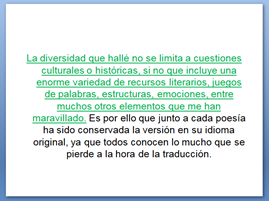 La diversidad que hallé no se limita a cuestiones
culturales o históricas, si no que incluye una
enorme variedad de recursos literarios, juegos
de palabras, estructuras, emociones, entre
muchos otros elementos que me han
maravillado. Es por ello que junto a cada poesía
ha sido conservada la versión en su idioma
original, ya que todos conocen lo mucho que se
pierde a la hora de la traducción.